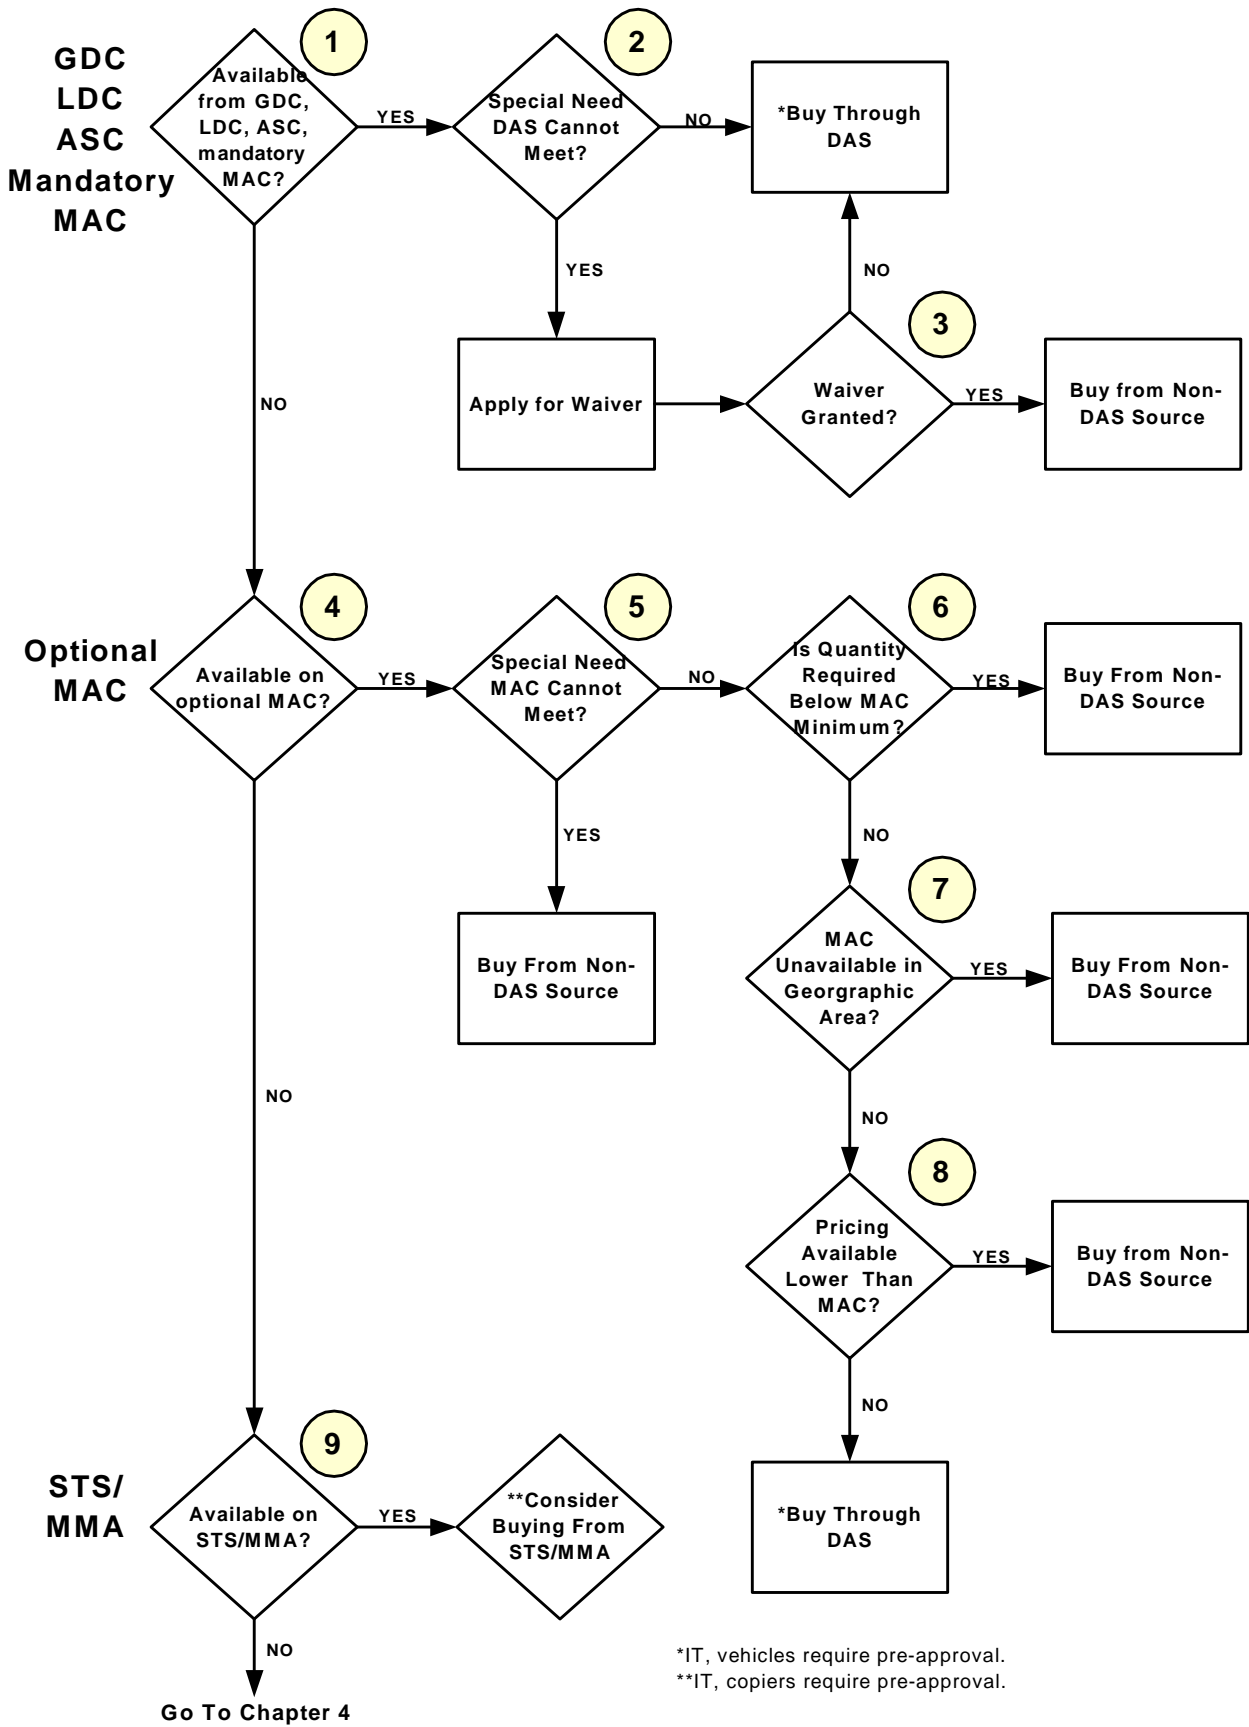 GDC
LDC
ASC
Mandatory
MAC
1
Available
from GDC,
LDC, ASC,
mandatory
MAC?
YES
2
Special Need
DAS Cannot
Meet?
NO
*Buy Through
DAS
YES
NO
NO
Apply for Waiver
3
Waiver
Granted?
YES
Buy from Non-
DAS Source
Optional
MAC
4
Available on
optional MAC?
YES
5
Special Need
MAC Cannot
Meet?
NO
6
Is Quantity
Required
Below MAC
Minimum?
YES
Buy From Non-
DAS Source
YES
NO
Buy From Non-
DAS Source
7
MAC
Unavailable in
Georgraphic
Area?
YES
Buy From Non-
DAS Source
NO
NO
8
Pricing
Available
Lower Than
MAC?
YES
Buy from Non-
DAS Source
NO
STS/
MMA
9
Available on
STS/MMA?
YES
**Consider
Buying From
STS/MMA
*Buy Through
DAS
NO
Go To Chapter 4
*IT, vehicles require pre-approval.
**IT, copiers require pre-approval.